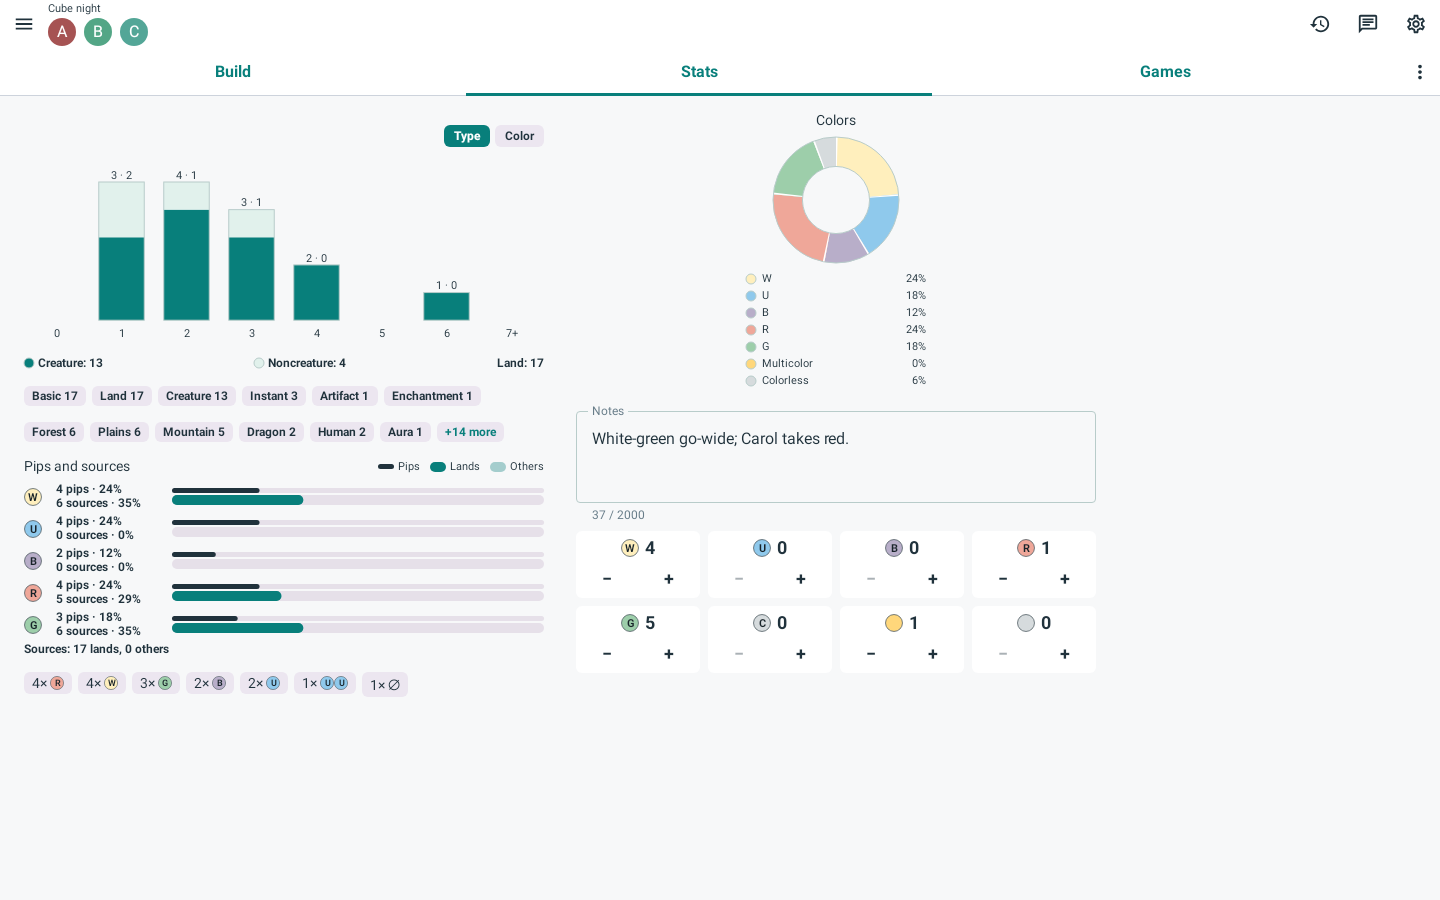 Cube night
A B C
Build Stats Games
Type Color
3 · 2 4 · 1 3 · 1 2 · 0 1 · 0
0 1 2 3 4 5 6 7+
Creature: 13 Noncreature: 4 Land: 17
Basic 17 Land 17 Creature 13 Instant 3 Artifact 1 Enchantment 1
Forest 6 Plains 6 Mountain 5 Dragon 2 Human 2 Aura 1 +14 more
Pips and sources Pips Lands Others
W 4 pips · 24%
6 sources · 35%
U 4 pips · 24%
0 sources · 0%
B 2 pips · 12%
0 sources · 0%
R 4 pips · 24%
5 sources · 29%
G 3 pips · 18%
6 sources · 35%
Sources: 17 lands, 0 others
4× R 4× W 3× G 2× B 2× U 1× U U 1× ∅
Colors
W 24%
U 18%
B 12%
R 24%
G 18%
Multicolor 0%
Colorless 6%
Notes
White-green go-wide; Carol takes red.
37 / 2000
W 4 U 0 B 0 R 1
− + − + − + − +
G 5 C 0 1 0
− + − + − + − +